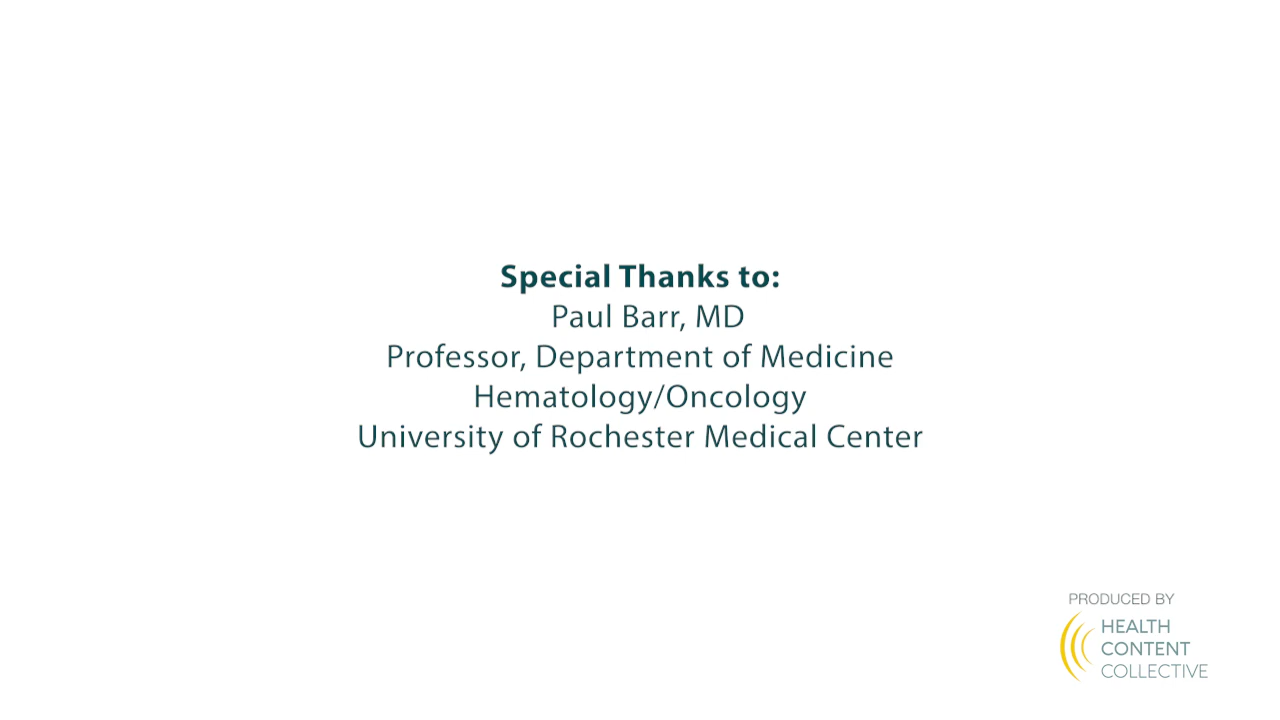 Special Thanks to:
Paul Barr, MD
Professor, Department of Medicine
Hematology/Oncology
University of Rochester Medical Center
PRODUCED BY
HEALTH
CONTENT
COLLECTIVE